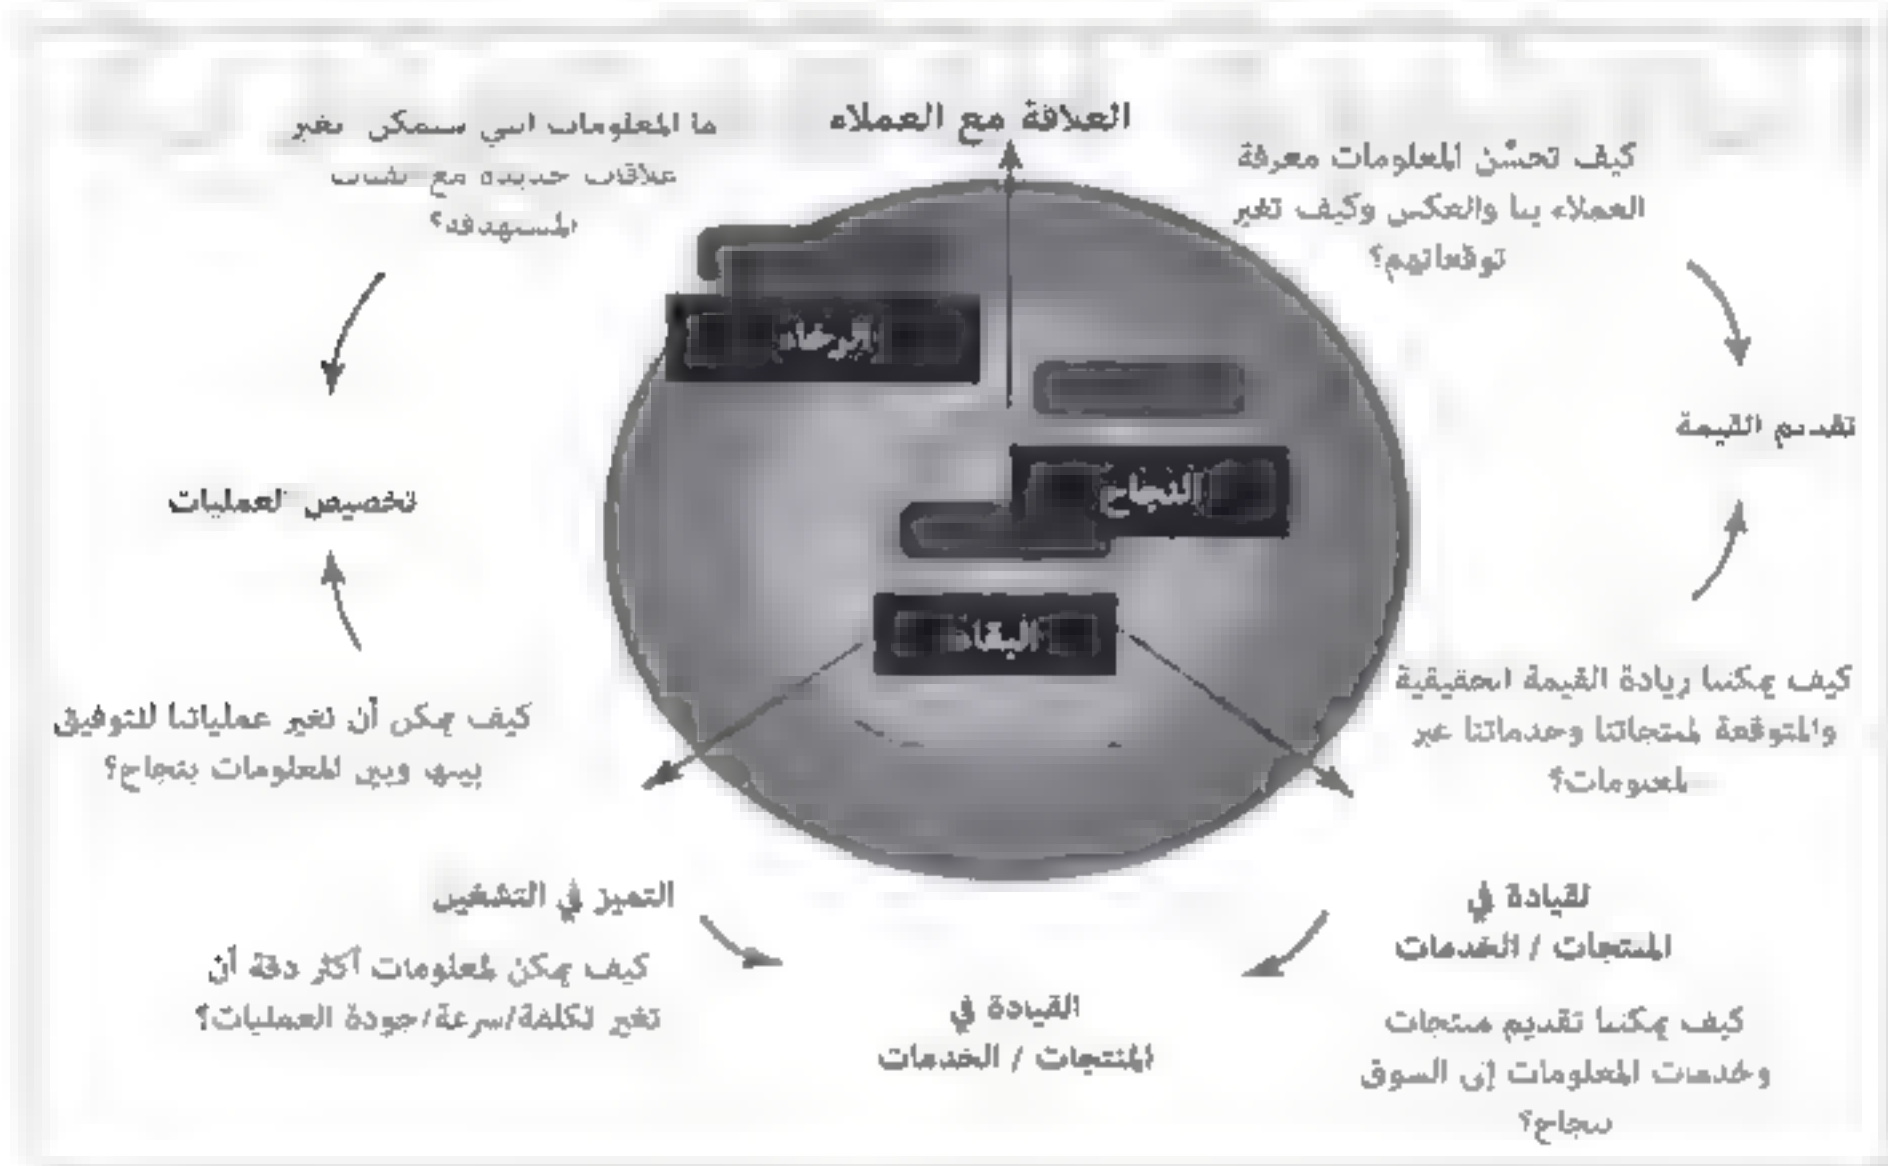 العلاقة مع العملاء
كيف تحسّن المعلومات معرفة
العملاء بنا والعكس وكيف تغير
توقعاتهم؟
ما المعلومات التي ستمكن تغير
علاقات جديدة مع
المستهدفة؟
الرخاء
النجاح
البقاء
تقديم القيمة
تخصيص العمليات
كيف يمكننا زيادة القيمة الحقيقية
والمتوقعة لمنتجاتنا وخدماتنا عبر
المعلومات؟
كيف يمكن أن نغير عملياتنا للتوفيق
بينها وبين المعلومات بنجاح؟
القيادة في
المنتجات / الخدمات
كيف يمكننا تقديم منتجات
وخدمات المعلومات إلى السوق
بنجاح؟
التميز في التشغيل
كيف يمكن لمعلومات أكثر دقة أن
تغير تكلفة/سرعة/جودة العمليات؟
القيادة في
المنتجات / الخدمات